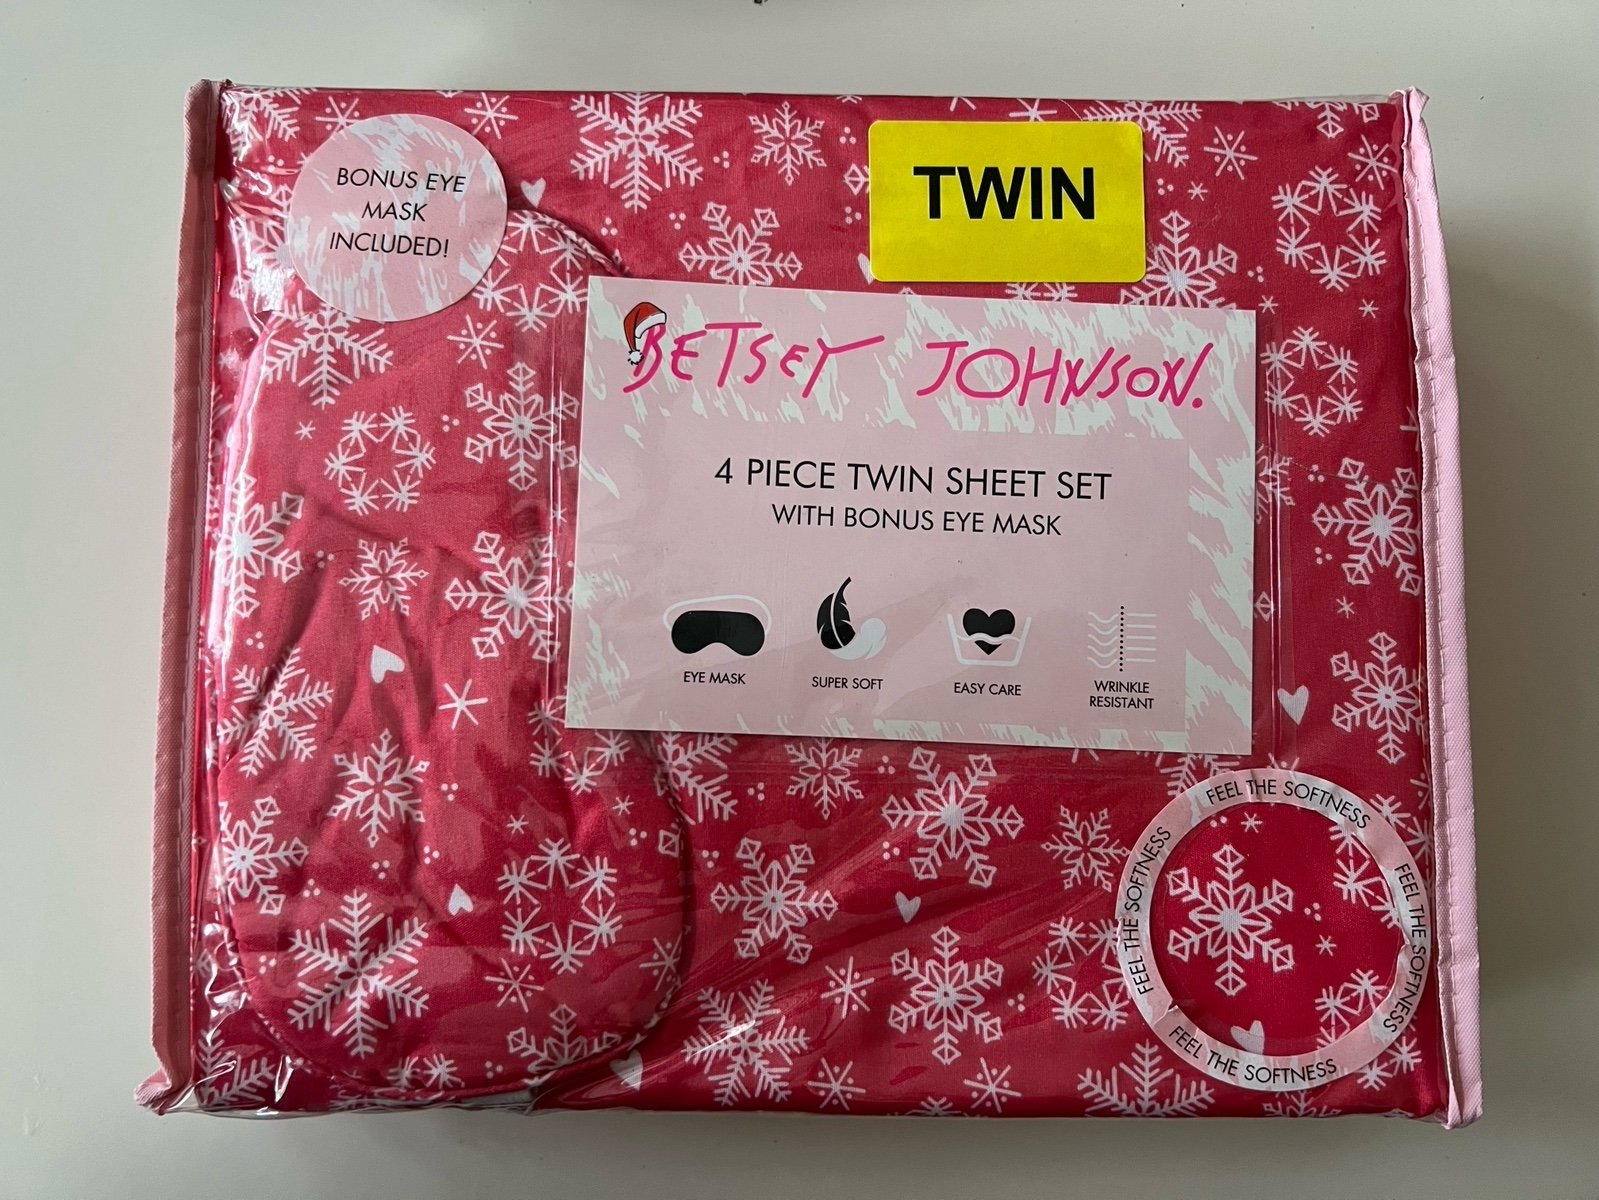 BONUS EYE
MASK
INCLUDED!
TWIN
BETSEY JOHNSON.
4 PIECE TWIN SHEET SET
WITH BONUS EYE MASK
EYE MASK
SUPER SOFT
EASY CARE
WRINKLE
RESISTANT
FEEL THE SOFTNESS
FEEL THE SOFTNESS
FEEL THE SOFTNESS
FEEL THE SOFTNESS